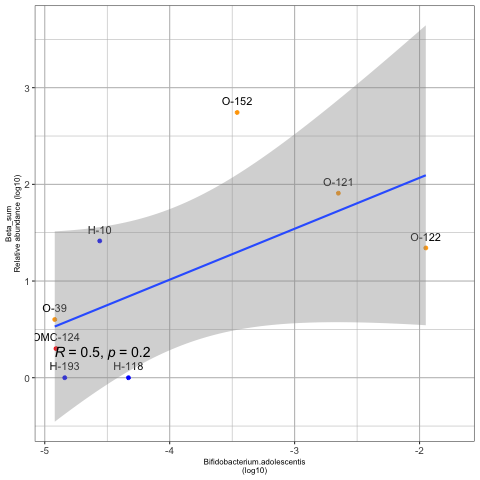 O-152
O-121
H-10
O-122
O-39
OMC-124
R = 0.5, p = 0.2
H-193
H-118
3
2
1
0
-5
-4
-3
-2
Beta_sum
Relative abundance (log10)
Bifidobacterium.adolescentis
(log10)